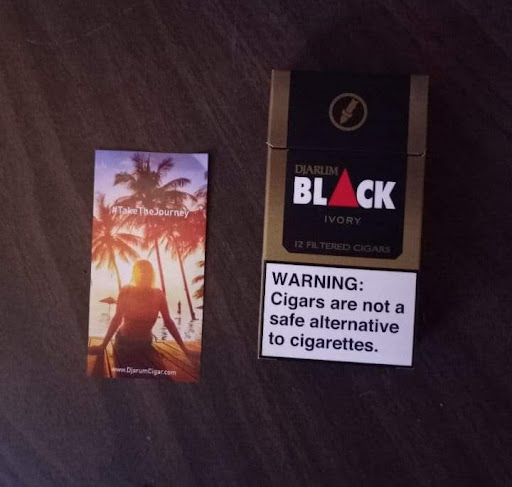 #TakeTheJourney
www.DjarumCigar.com
DJARUM
BLACK
IVORY
12 FILTERED CIGARS
WARNING:
Cigars are not a
safe alternative
to cigarettes.